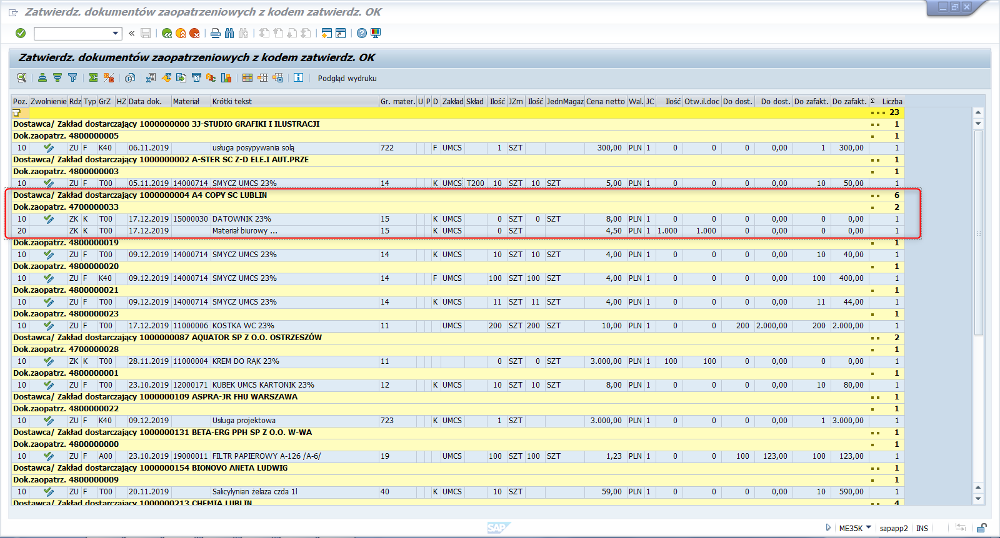 Zatwierdz. dokumentów zaopatrzeniowych z kodem zatwierdz. OK
Zatwierdz. dokumentów zaopatrzeniowych z kodem zatwierdz. OK
Podgląd wydruku
Poz. Zwolnienie Rdz Typ GrZ HZ Data dok. Materiał Krótki tekst Gr. mater. U P D Zakład Skład Ilość JZm Ilość JednMagaz Cena netto Wal. JC Ilość Otw.il.doc Do dost. Do dost. Do zafakt. Do zafakt. Σ Liczba
23
Dostawca/ Zakład dostarczający 1000000000 3J-STUDIO GRAFIKI I ILUSTRACJI 1
Dok.zaopatrz. 4800000005 1
10 ZU F K40 06.11.2019 usługa posypywania solą 722 F UMCS 1 SZT 300,00 PLN 1 0 0 0 0,00 1 300,00 1
Dostawca/ Zakład dostarczający 1000000002 A-STER SC Z-D ELE.I AUT.PRZE 1
Dok.zaopatrz. 4800000003 1
10 ZU F T00 05.11.2019 14000714 SMYCZ UMCS 23% 14 K UMCS T200 10 SZT 10 SZT 5,00 PLN 1 0 0 0 0,00 10 50,00 1
Dostawca/ Zakład dostarczający 1000000004 A4 COPY SC LUBLIN 6
Dok.zaopatrz. 4700000033 2
10 ZK K T00 17.12.2019 15000030 DATOWNIK 23% 15 K UMCS 0 SZT 0 SZT 8,00 PLN 1 0 0 0 0,00 0 0,00 1
20 ZK K T00 17.12.2019 Materiał biurowy ... 15 K UMCS 0 SZT 4,50 PLN 1 1.000 1.000 0 0,00 0 0,00 1
Dok.zaopatrz. 4800000019 1
10 ZU F T00 09.12.2019 14000714 SMYCZ UMCS 23% 14 K UMCS 10 SZT 10 SZT 4,00 PLN 1 0 0 0 0,00 10 40,00 1
Dok.zaopatrz. 4800000020 1
10 ZU F K40 09.12.2019 14000714 SMYCZ UMCS 23% 14 F UMCS 100 SZT 100 SZT 4,00 PLN 1 0 0 0 0,00 100 400,00 1
Dok.zaopatrz. 4800000021 1
10 ZU F T00 09.12.2019 14000714 SMYCZ UMCS 23% 14 K UMCS 11 SZT 11 SZT 4,00 PLN 1 0 0 0 0,00 11 44,00 1
Dok.zaopatrz. 4800000023 1
10 ZU F T00 17.12.2019 11000006 KOSTKA WC 23% 11 UMCS 200 SZT 200 SZT 10,00 PLN 1 0 0 200 2.000,00 200 2.000,00 1
Dostawca/ Zakład dostarczający 1000000087 AQUATOR SP Z O.O. OSTRZESZÓW 2
Dok.zaopatrz. 4700000028 1
10 ZK K T00 28.11.2019 11000004 KREM DO RĄK 23% 11 0 SZT 0 SZT 3.000,00 PLN 1 100 100 0 0,00 0 0,00 1
Dok.zaopatrz. 4800000001 1
10 ZU F T00 23.10.2019 12000171 KUBEK UMCS KARTONIK 23% 12 K UMCS 10 SZT 10 SZT 8,00 PLN 1 0 0 0 0,00 10 80,00 1
Dostawca/ Zakład dostarczający 1000000109 ASPRA-JR FHU WARSZAWA 1
Dok.zaopatrz. 4800000022 1
10 ZU F K40 09.12.2019 Usługa projektowa 723 K UMCS 1 SZT 3.000,00 PLN 1 0 0 0 0,00 1 3.000,00 1
Dostawca/ Zakład dostarczający 1000000131 BETA-ERG PPH SP Z O.O. W-WA 1
Dok.zaopatrz. 4800000000 1
10 ZU F A00 23.10.2019 19000011 FILTR PAPIEROWY A-126 /A-6/ 19 UMCS 100 SZT 100 SZT 1,23 PLN 1 0 0 100 123,00 100 123,00 1
Dostawca/ Zakład dostarczający 1000000154 BIONOVO ANETA LUDWIG 1
Dok.zaopatrz. 4800000009 1
10 ZU F T00 20.11.2019 Salicylynian żelaza czda 1l 40 K UMCS 10 SZT 59,00 PLN 1 0 0 0 0,00 10 590,00 1
Dostawca/ Zakład dostarczający 1000000213 CHEMIA LUBLIN 4
SAP
ME35K sapapp2 INS